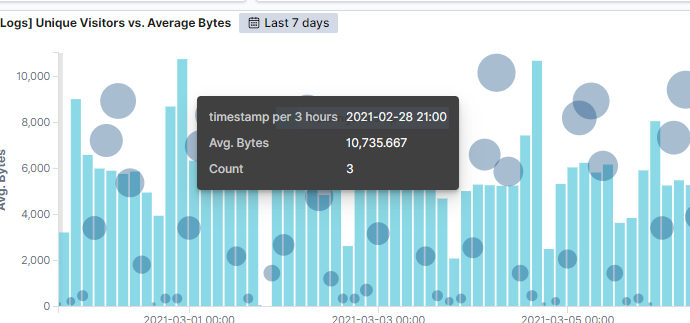 Logs] Unique Visitors vs. Average Bytes Last 7 days
10,000
8,000
6,000
4,000
2,000
0
Avg. Bytes
timestamp per 3 hours 2021-02-28 21:00
Avg. Bytes 10,735.667
Count 3
2021-03-01 00:00 2021-03-03 00:00 2021-03-05 00:00